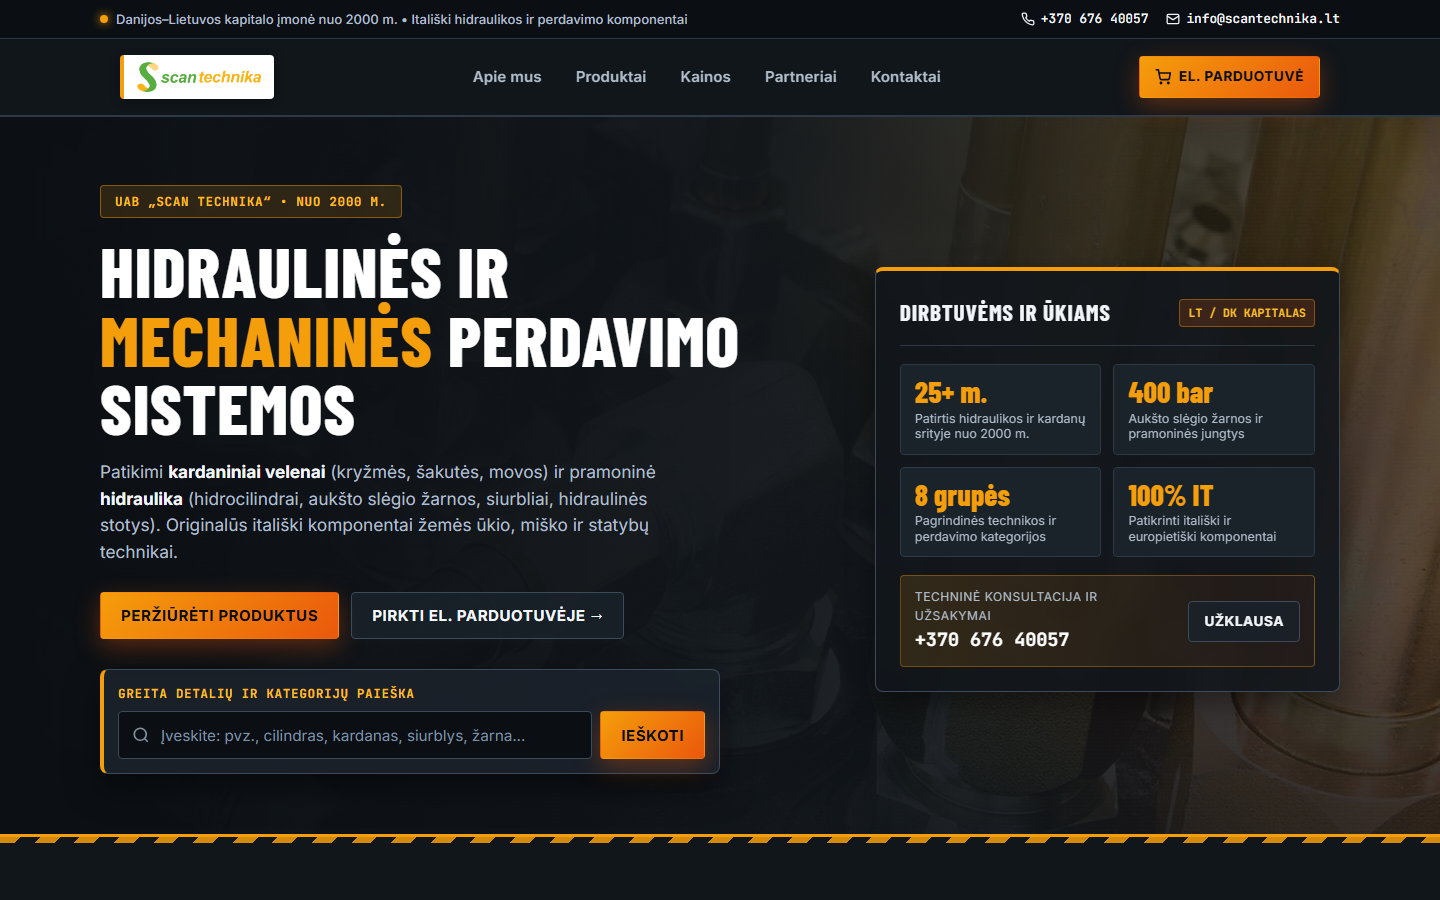 Danijos–Lietuvos kapitalo įmonė nuo 2000 m. • Itališki hidraulikos ir perdavimo komponentai
+370 676 40057
info@scantechnika.lt
scantechnika
Apie mus
Produktai
Kainos
Partneriai
Kontaktai
EL. PARDUOTUVĖ
UAB „SCAN TECHNIKA“ • NUO 2000 M.
HIDRAULINĖS IR
MECHANINĖS PERDAVIMO
SISTEMOS
Patikimi kardaniniai velenai (kryžmės, šakutės, movos) ir pramoninė
hidraulika (hidrocilindrai, aukšto slėgio žarnos, siurbliai, hidraulinės
stotys). Originalūs itališki komponentai žemės ūkio, miško ir statybų
technikai.
PERŽIŪRĖTI PRODUKTUS
PIRKTI EL. PARDUOTUVĖJE →
GREITA DETALIŲ IR KATEGORIJŲ PAIEŠKA
Įveskite: pvz., cilindras, kardanas, siurblys, žarna...
IEŠKOTI
DIRBTUVĖMS IR ŪKIAMS
LT / DK KAPITALAS
25+ m.
Patirtis hidraulikos ir kardanų
srityje nuo 2000 m.
400 bar
Aukšto slėgio žarnos ir
pramoninės jungtys
8 grupės
Pagrindinės technikos ir
perdavimo kategorijos
100% IT
Patikrinti itališki ir
europietiški komponentai
TECHNINĖ KONSULTACIJA IR
UŽSAKYMAI
+370 676 40057
UŽKLAUSA